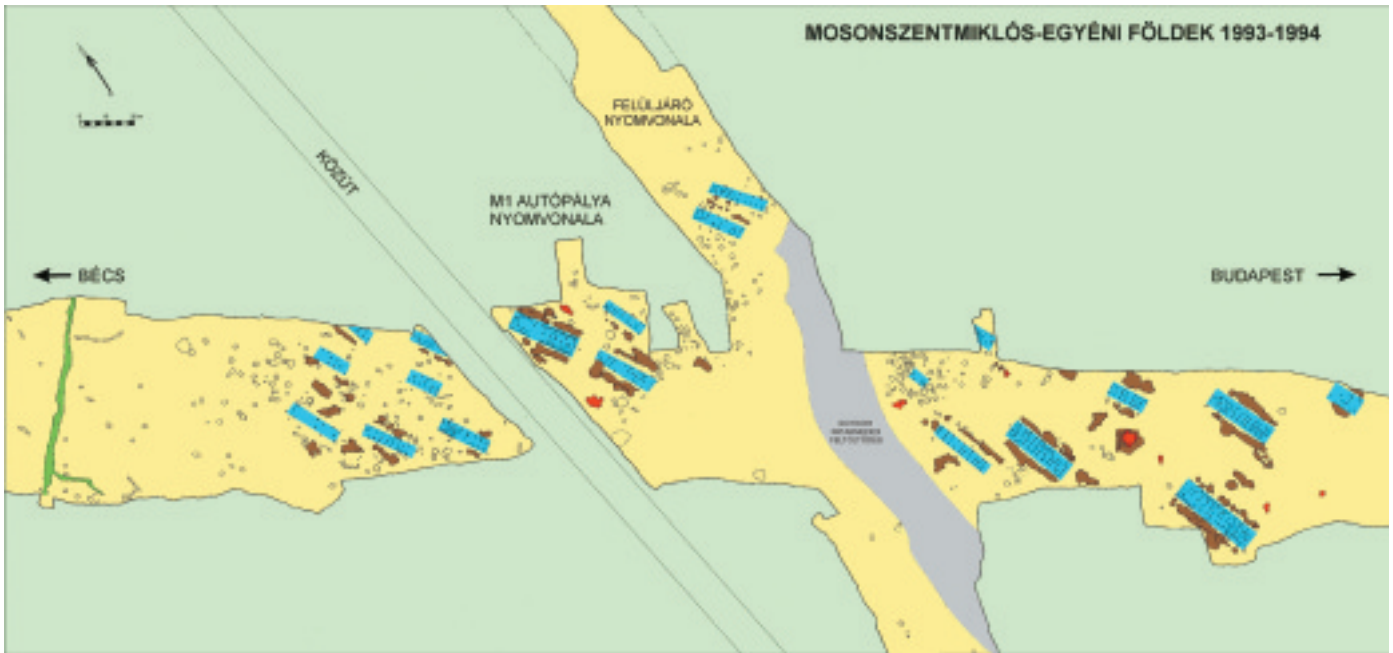 MOSONSZENTMIKLÓS-EGYÉNI FÖLDEK 1993-1994
FELÜLJÁRÓ
NYOMVONALA
KÖZÚT
M1 AUTÓPÁLYA
NYOMVONALA
BÉCS
BUDAPEST